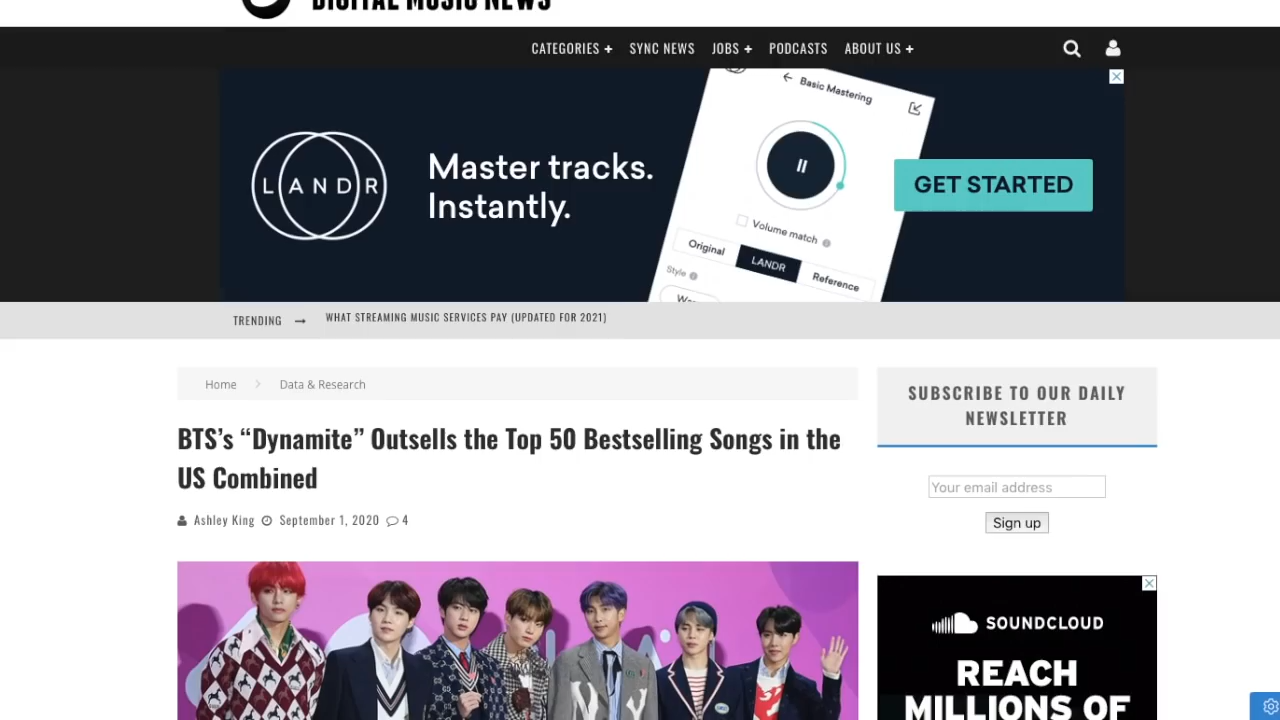 DIGITAL MUSIC NEWS
CATEGORIES + SYNC NEWS JOBS + PODCASTS ABOUT US +
Basic Mastering
LANDR
Master tracks.
Instantly.
GET STARTED
Volume match
Original LANDR Reference
Style
TRENDING → WHAT STREAMING MUSIC SERVICES PAY (UPDATED FOR 2021)
Home > Data & Research
BTS’s “Dynamite” Outsells the Top 50 Bestselling Songs in the
US Combined
Ashley King September 1, 2020 4
SUBSCRIBE TO OUR DAILY
NEWSLETTER
Your email address
Sign up
SOUNDCLOUD
REACH
MILLIONS OF